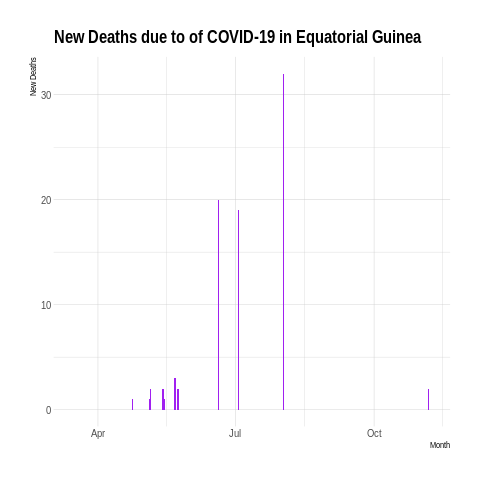 New Deaths due to of COVID-19 in Equatorial Guinea
New Deaths
30
20
10
0
Apr Jul Oct
Month